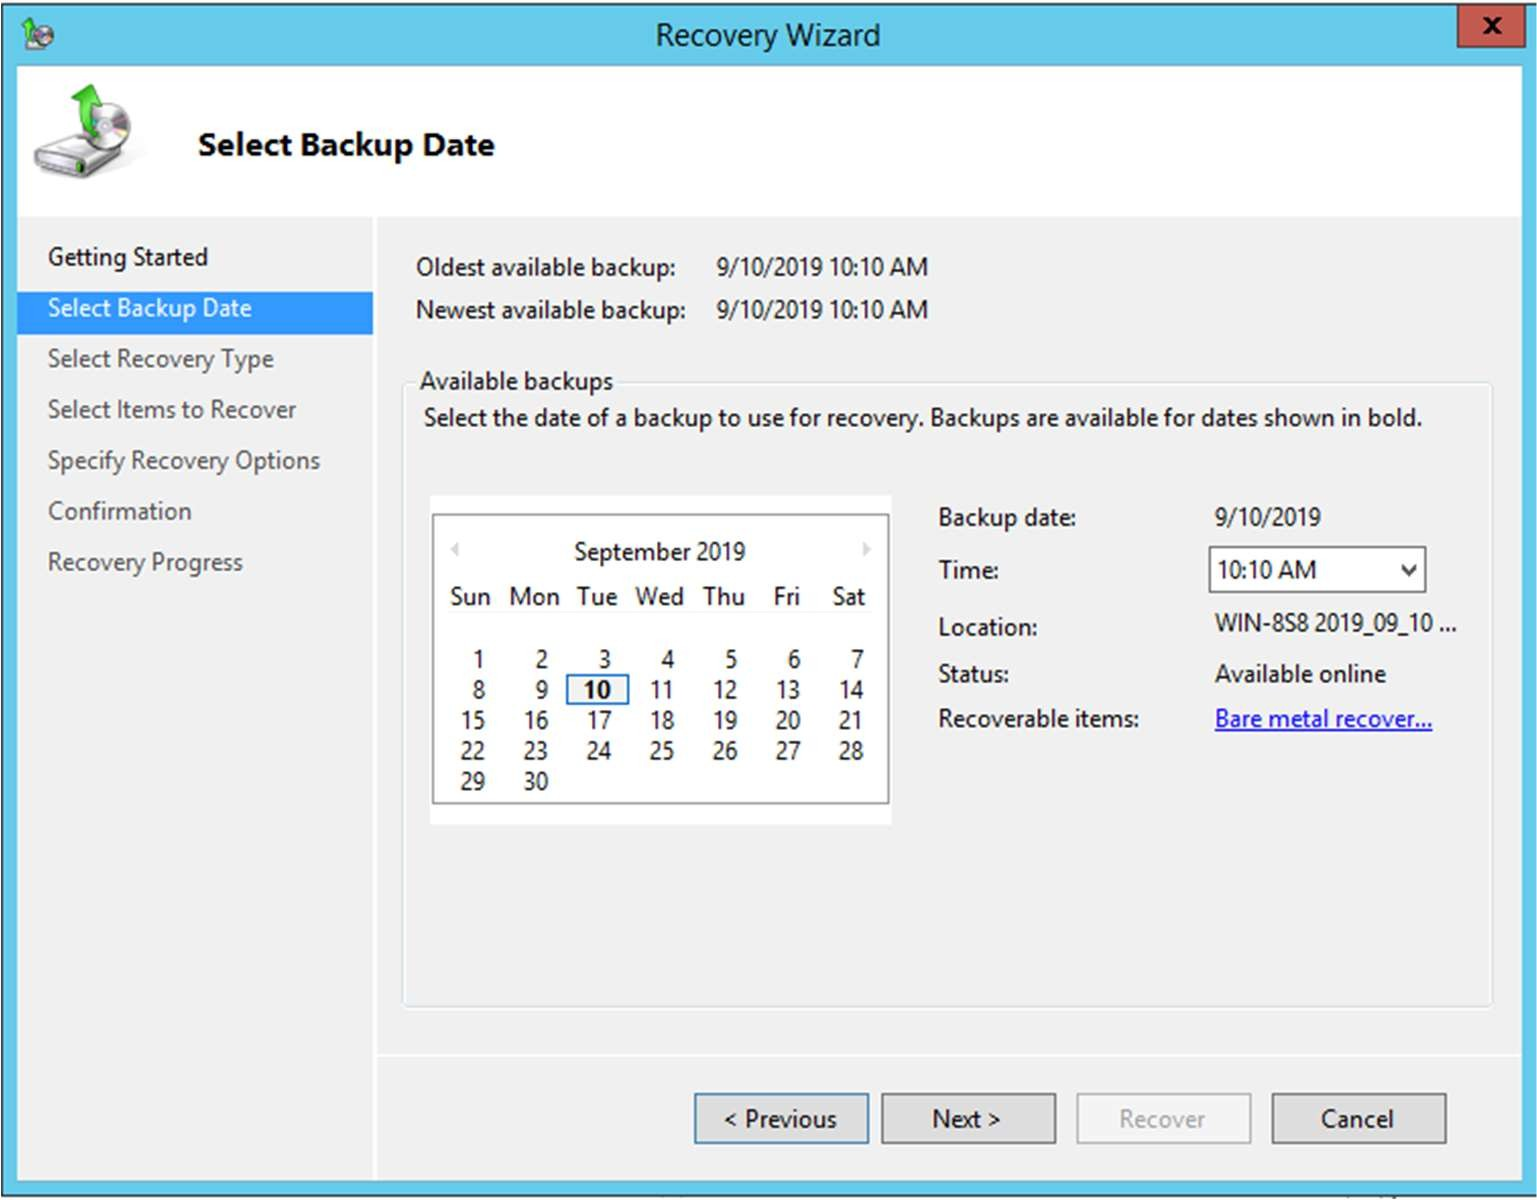 Recovery Wizard
X
Select Backup Date
Getting Started
Select Backup Date
Select Recovery Type
Select Items to Recover
Specify Recovery Options
Confirmation
Recovery Progress
Oldest available backup: 9/10/2019 10:10 AM
Newest available backup: 9/10/2019 10:10 AM
Available backups
Select the date of a backup to use for recovery. Backups are available for dates shown in bold.
September 2019
Sun Mon Tue Wed Thu Fri Sat
1 2 3 4 5 6 7
8 9 10 11 12 13 14
15 16 17 18 19 20 21
22 23 24 25 26 27 28
29 30
Backup date: 9/10/2019
Time: 10:10 AM
Location: WIN-8S8 2019_09_10 ...
Status: Available online
Recoverable items: Bare metal recover...
< Previous Next > Recover Cancel